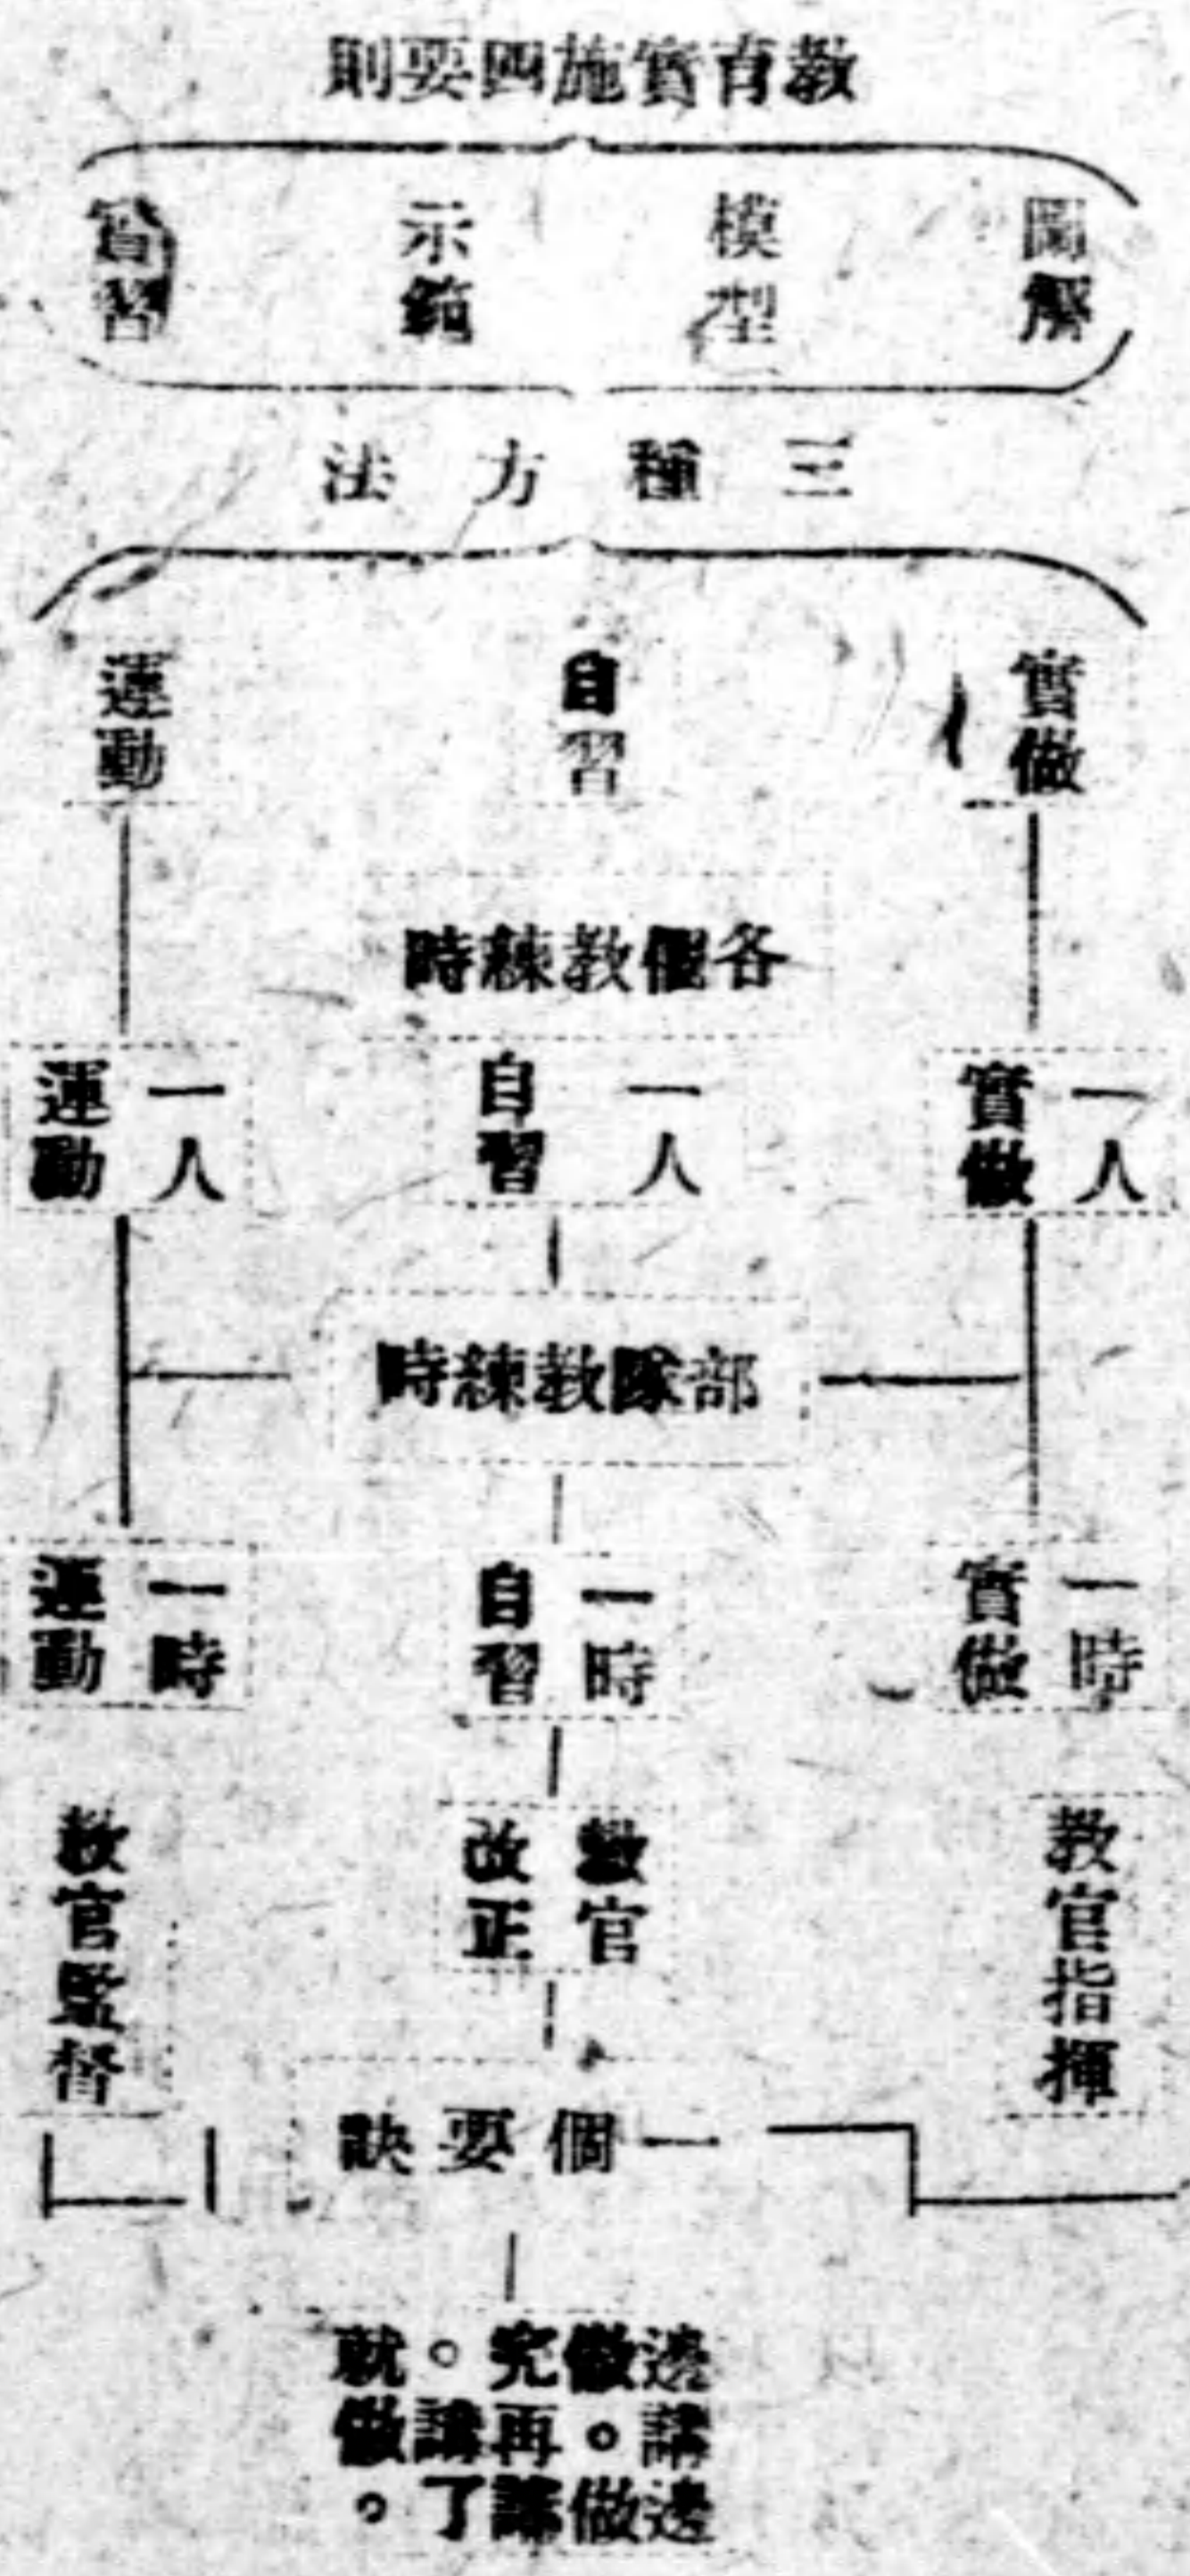 教育實施四要則
圖解
模型
示範
實習
三種方法
實做
自習
運動
各個教練時
一人
實做
一人
自習
一人
運動
部隊教練時
一時
實做
一時
自習
一時
運動
教官指揮
教官
改正
教官監督
一個要訣
邊講邊
做。做
完再講
。講了
就做。